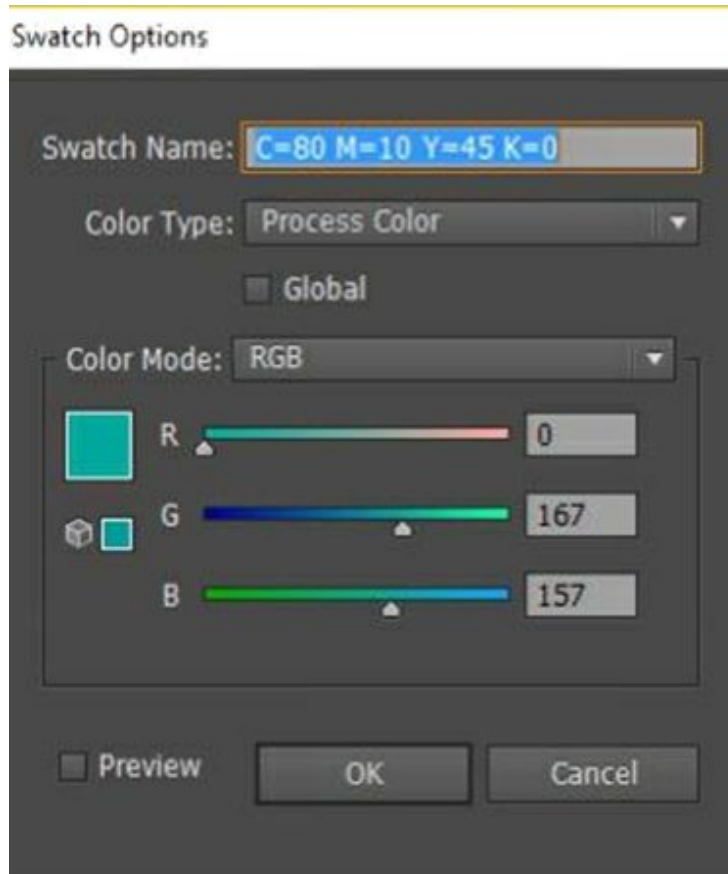 Swatch Options
Swatch Name: C=80 M=10 Y=45 K=0
Color Type: Process Color
Global
Color Mode: RGB
R 0
G 167
B 157
Preview OK Cancel